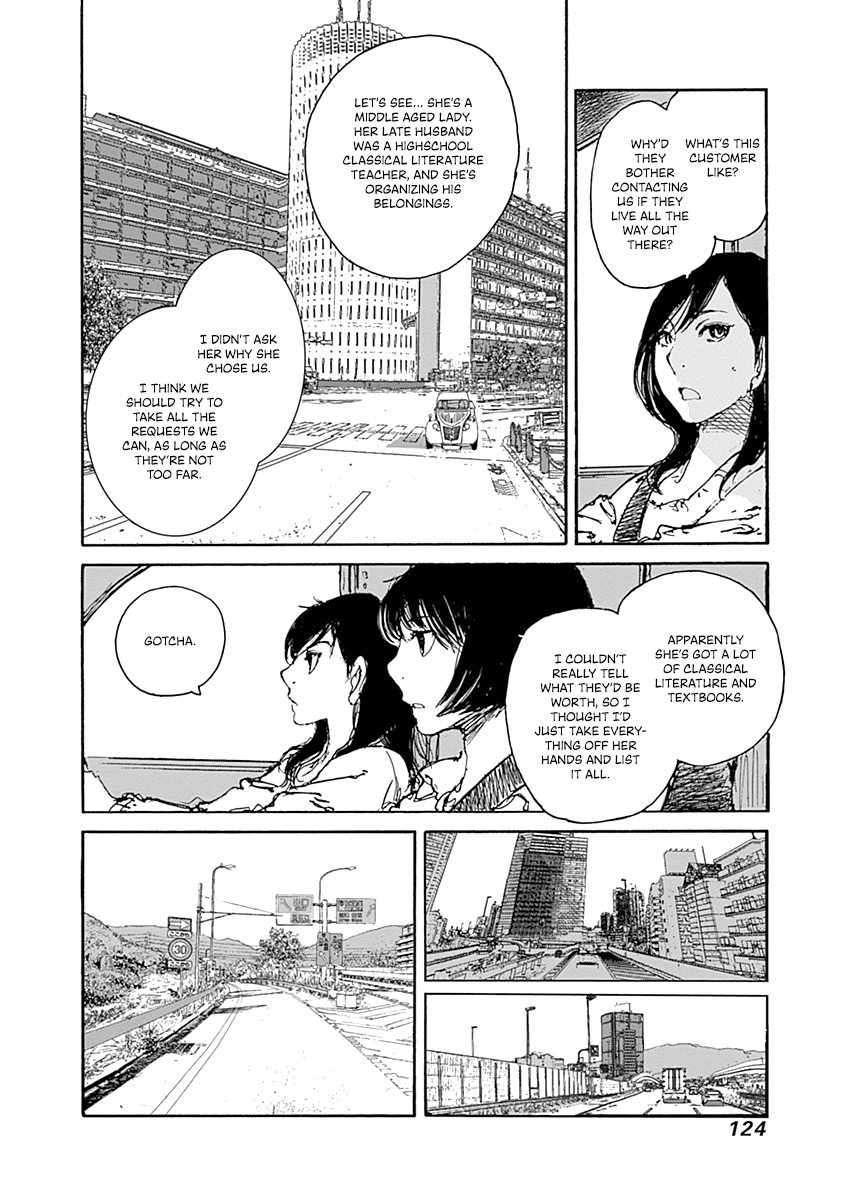 WHAT'S THIS
CUSTOMER
LIKE?
WHY'D
THEY
BOTHER
CONTACTING
US IF THEY
LIVE ALL THE
WAY OUT
THERE?
LET'S SEE... SHE'S A
MIDDLE AGED LADY.
HER LATE HUSBAND
WAS A HIGHSCHOOL
CLASSICAL LITERATURE
TEACHER, AND SHE'S
ORGANIZING HIS
BELONGINGS.
I DIDN'T ASK
HER WHY SHE
CHOSE US.
I THINK WE
SHOULD TRY TO
TAKE ALL THE
REQUESTS WE
CAN, AS LONG AS
THEY'RE NOT
TOO FAR.
APPARENTLY
SHE'S GOT A LOT
OF CLASSICAL
LITERATURE AND
TEXTBOOKS.
I COULDN'T
REALLY TELL
WHAT THEY'D BE
WORTH, SO I
THOUGHT I'D
JUST TAKE EVERY-
THING OFF HER
HANDS AND LIST
IT ALL.
GOTCHA.
30
124